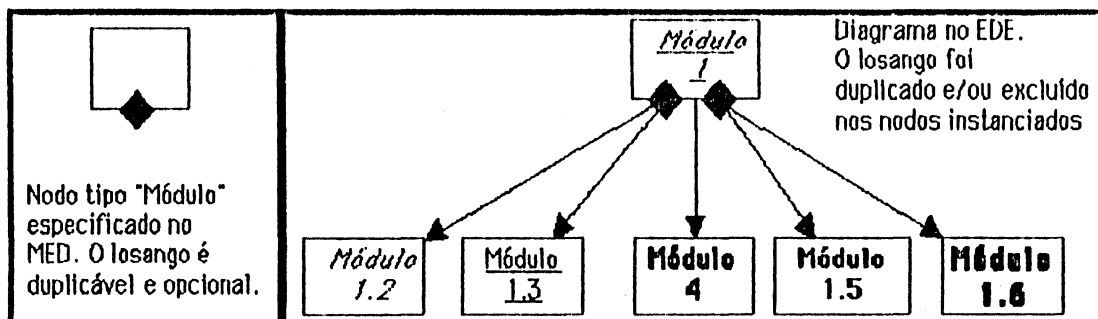 Nodo tipo "Módulo"
especificado no
MED. O losango é
duplicável e opcional.
Módulo
1
Diagrama no EDE.
O losango foi
duplicado e/ou excluído
nos nodos instanciados
Módulo
1.2
Módulo
1.3
Módulo
4
Módulo
1.5
Módulo
1.6